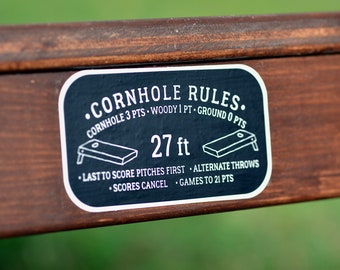 • CORNHOLE RULES •
CORNHOLE 3 PTS • WOODY 1 PT • GROUND 0 PTS
27 ft
• LAST TO SCORE PITCHES FIRST • ALTERNATE THROWS
• SCORES CANCEL • GAMES TO 21 PTS